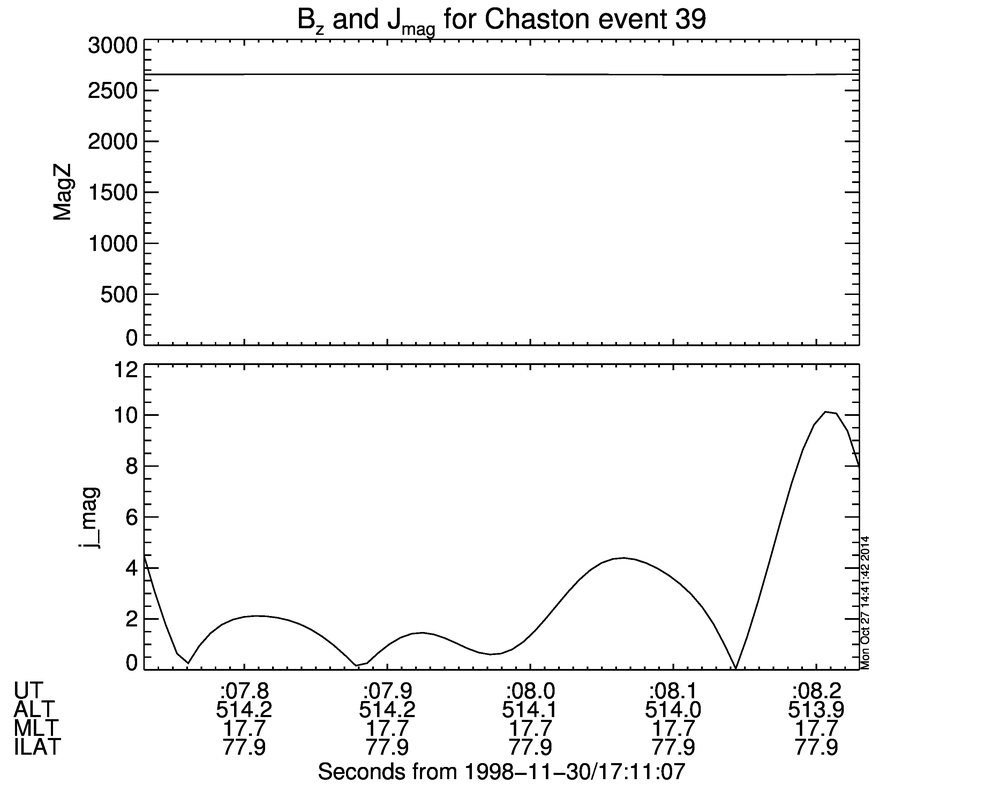 Bz and Jmag for Chaston event 39
3000
2500
2000
1500
1000
500
0
MagZ
12
10
8
6
4
2
0
j_mag
Mon Oct 27 14:41:42 2014
UT :07.8 :07.9 :08.0 :08.1 :08.2
ALT 514.2 514.2 514.1 514.0 513.9
MLT 17.7 17.7 17.7 17.7 17.7
ILAT 77.9 77.9 77.9 77.9 77.9
Seconds from 1998−11−30/17:11:07